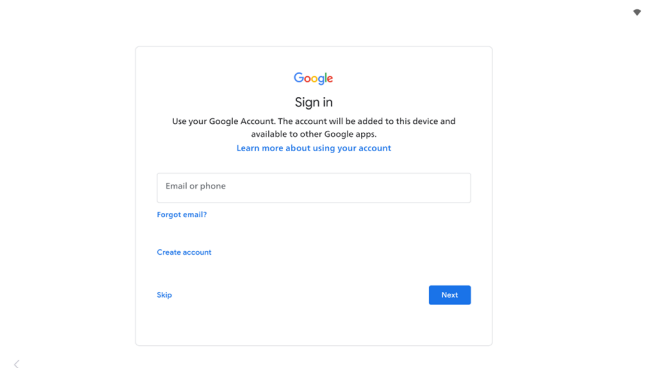 Google
Sign in
Use your Google Account. The account will be added to this device and
available to other Google apps.
Learn more about using your account
Email or phone
Forgot email?
Create account
Skip
Next